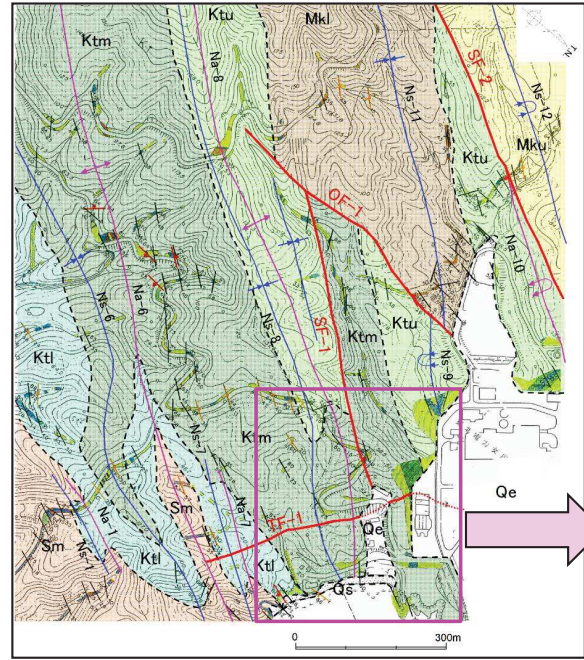 Ktm
Ktu
Na-8
Mkl
Ns-11
SF-2
Ns-12
N
Ktu
Mku
OF-1
Na-10
Ns-6
Na-6
Ns-8
SF-1
Ktm
Ktu
Ns-9
Ktl
Ns-7
Ktm
Na-7
Sm
TF-1
Qe
Qe
Sm
Na-1
Ns-1
Ktl
Ktl
Qs
0
300m